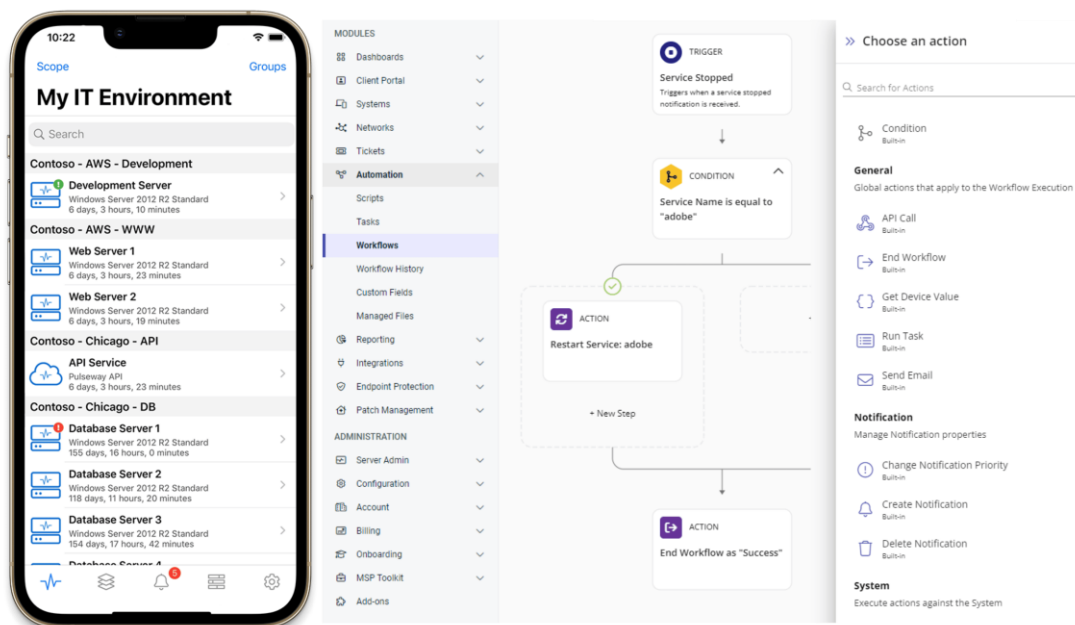 10:22
Scope
Groups
My IT Environment
Search
Contoso - AWS - Development
Development Server
Windows Server 2012 R2 Standard
6 days, 3 hours, 10 minutes
Contoso - AWS - WWW
Web Server 1
Windows Server 2012 R2 Standard
6 days, 3 hours, 23 minutes
Web Server 2
Windows Server 2012 R2 Standard
6 days, 3 hours, 19 minutes
Contoso - Chicago - API
API Service
Pulseway API
6 days, 3 hours, 23 minutes
Contoso - Chicago - DB
Database Server 1
Windows Server 2012 R2 Standard
155 days, 16 hours, 0 minutes
Database Server 2
Windows Server 2012 R2 Standard
118 days, 11 hours, 20 minutes
Database Server 3
Windows Server 2012 R2 Standard
154 days, 17 hours, 42 minutes
Database Server 4
5
MODULES
Dashboards
Client Portal
Systems
Networks
Tickets
Automation
Scripts
Tasks
Workflows
Workflow History
Custom Fields
Managed Files
Reporting
Integrations
Endpoint Protection
Patch Management
ADMINISTRATION
Server Admin
Configuration
Account
Billing
Onboarding
MSP Toolkit
Add-ons
TRIGGER
Service Stopped
Triggers when a service stopped
notification is received.
CONDITION
Service Name is equal to
"adobe"
ACTION
Restart Service: adobe
+ New Step
ACTION
End Workflow as "Success"
Choose an action
Search for Actions
Condition
Built-in
General
Global actions that apply to the Workflow Execution
API Call
Built-in
End Workflow
Built-in
Get Device Value
Built-in
Run Task
Built-in
Send Email
Built-in
Notification
Manage Notification properties
Change Notification Priority
Built-in
Create Notification
Built-in
Delete Notification
Built-in
System
Execute actions against the System